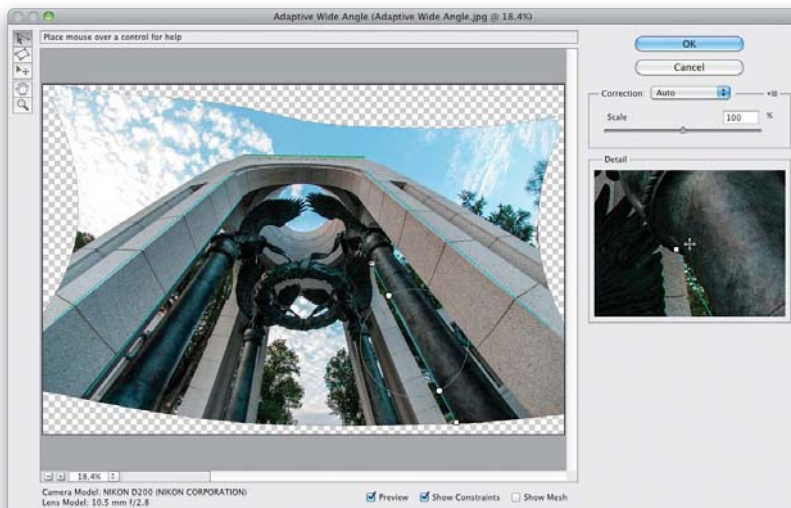 Adaptive Wide Angle (Adaptive Wide Angle.jpg @ 18.4%)
Place mouse over a control for help
OK
Cancel
Correction: Auto
Scale 100 %
Detail
18.4%
Camera Model: NIKON D200 (NIKON CORPORATION)
Lens Model: 10.5 mm f/2.8
Preview Show Constraints Show Mesh